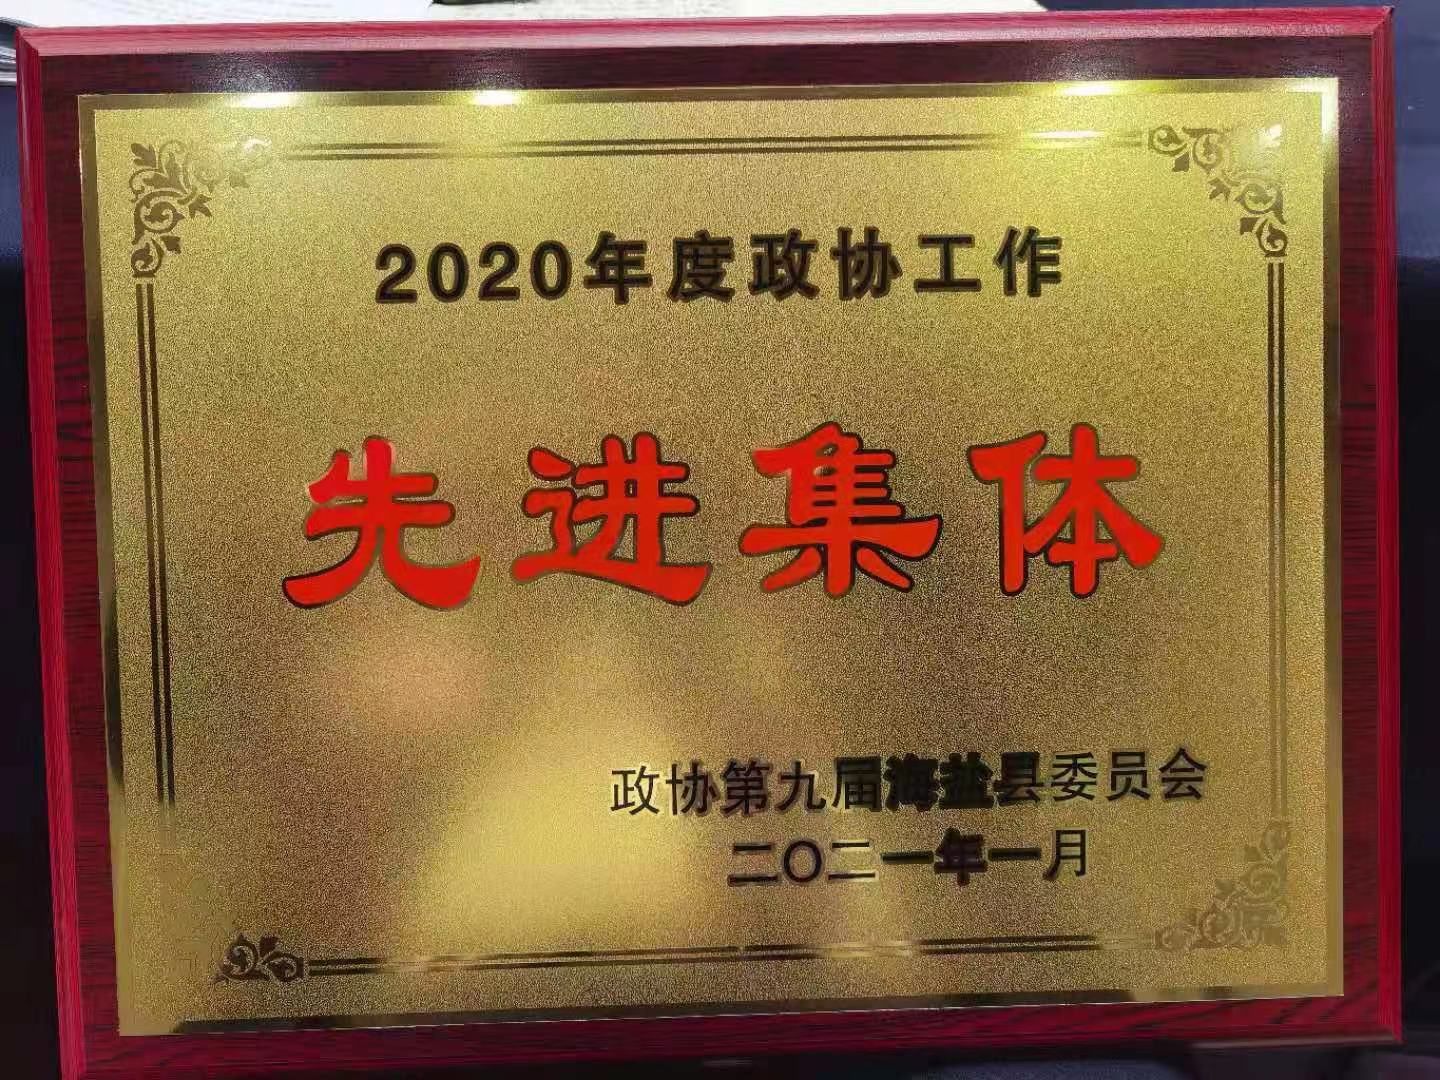 2020年度政协工作
先进集体
政协第九届海盐县委员会
二〇二一年一月